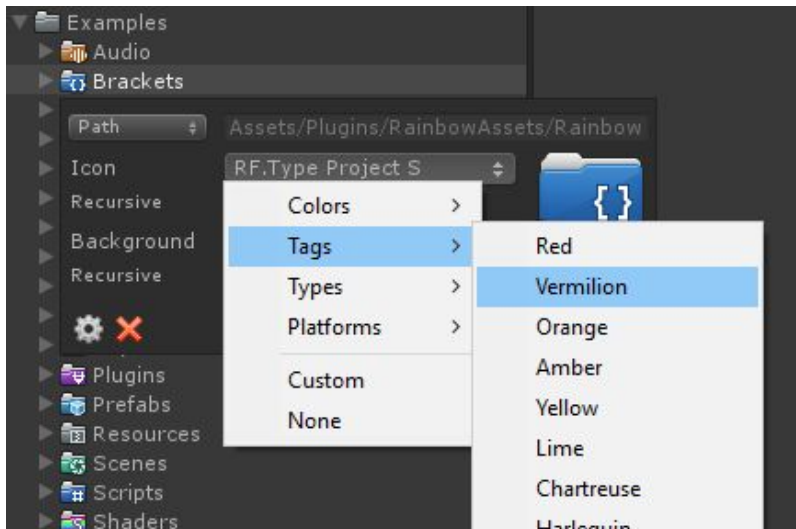 Examples
Audio
Brackets
Path
Assets/Plugins/RainbowAssets/Rainbow
Icon
RF.Type Project S
Recursive
Background
Recursive
{}
Colors
Tags
Types
Platforms
Custom
None
Red
Vermilion
Orange
Amber
Yellow
Lime
Chartreuse
Harlequin
Plugins
Prefabs
Resources
Scenes
Scripts
Shaders